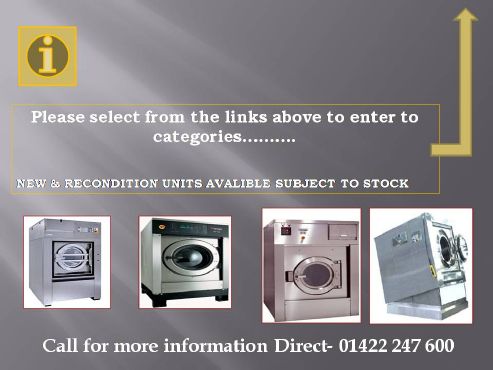 Please select from the links above to enter to
categories..........
NEW & RECONDITION UNITS AVALIBLE SUBJECT TO STOCK
Call for more information Direct- 01422 247 600